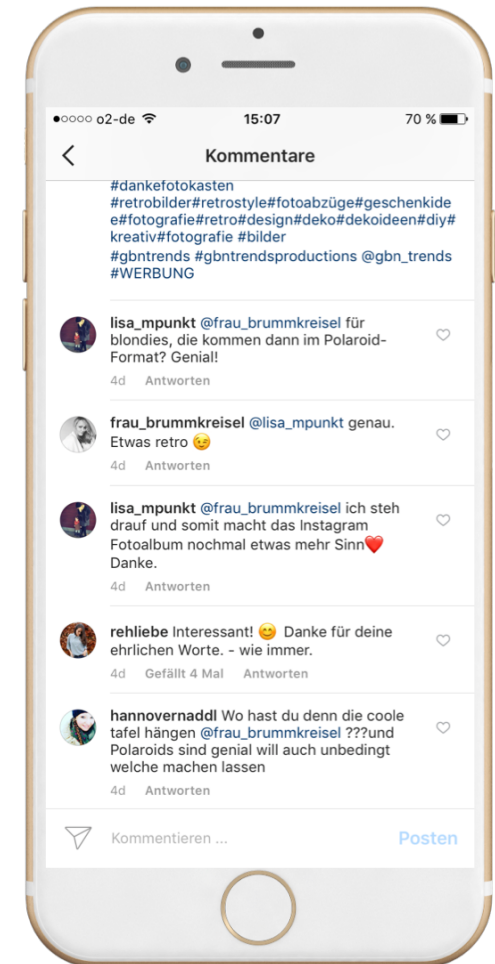 o2-de 15:07 70 %
Kommentare
#dankefotokasten
#retrobilder#retrostyle#fotoabzüge#geschenkide
e#fotografie#retro#design#deko#dekoideen#diy#
kreativ#fotografie #bilder
#gbntrends #gbntrendsproductions @gbn_trends
#WERBUNG
lisa_mpunkt @frau_brummkreisel für
blondies, die kommen dann im Polaroid-
Format? Genial!
4d Antworten
frau_brummkreisel @lisa_mpunkt genau.
Etwas retro 😉
4d Antworten
lisa_mpunkt @frau_brummkreisel ich steh
drauf und somit macht das Instagram
Fotoalbum nochmal etwas mehr Sinn❤️
Danke.
4d Antworten
rehliebe Interessant! 😊 Danke für deine
ehrlichen Worte. - wie immer.
4d Gefällt 4 Mal Antworten
hannovernaddl Wo hast du denn die coole
tafel hängen @frau_brummkreisel ???und
Polaroids sind genial will auch unbedingt
welche machen lassen
4d Antworten
Kommentieren ... Posten